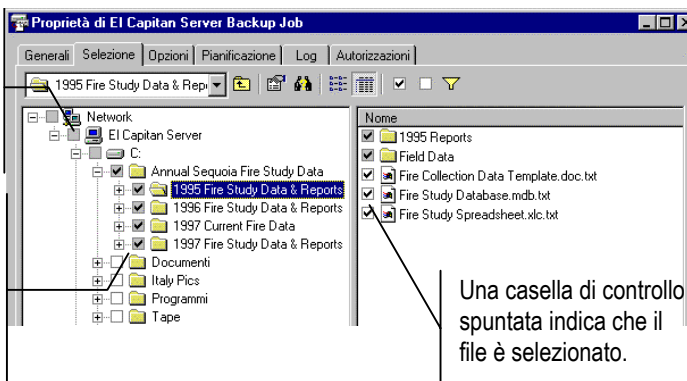 Proprietà di El Capitan Server Backup Job
Generali Selezione Opzioni Pianificazione Log Autorizzazioni
1995 Fire Study Data & Rep
Network
El Capitan Server
C:
Annual Sequoia Fire Study Data
1995 Fire Study Data & Reports
1996 Fire Study Data & Reports
1997 Current Fire Data
1997 Fire Study Data & Reports
Documenti
Italy Pics
Programmi
Tape
Nome
1995 Reports
Field Data
Fire Collection Data Template.doc.txt
Fire Study Database.mdb.txt
Fire Study Spreadsheet.xlc.txt
Una casella di controllo
spuntata indica che il
file è selezionato.